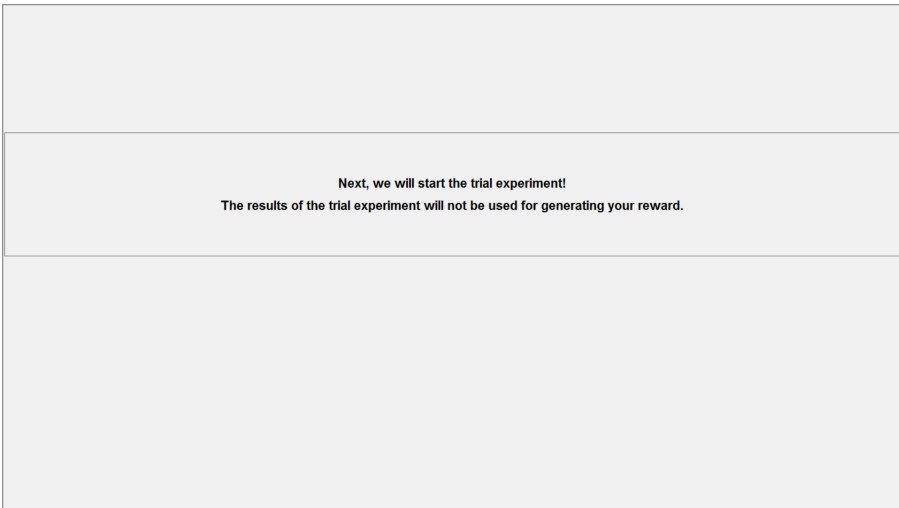 Next, we will start the trial experiment!
The results of the trial experiment will not be used for generating your reward.